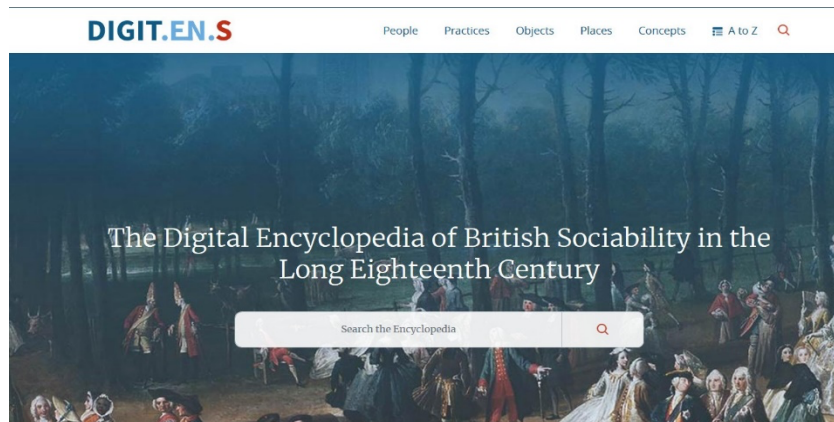 DIGIT.EN.S
People Practices Objects Places Concepts A to Z
The Digital Encyclopedia of British Sociability in the
Long Eighteenth Century
Search the Encyclopedia